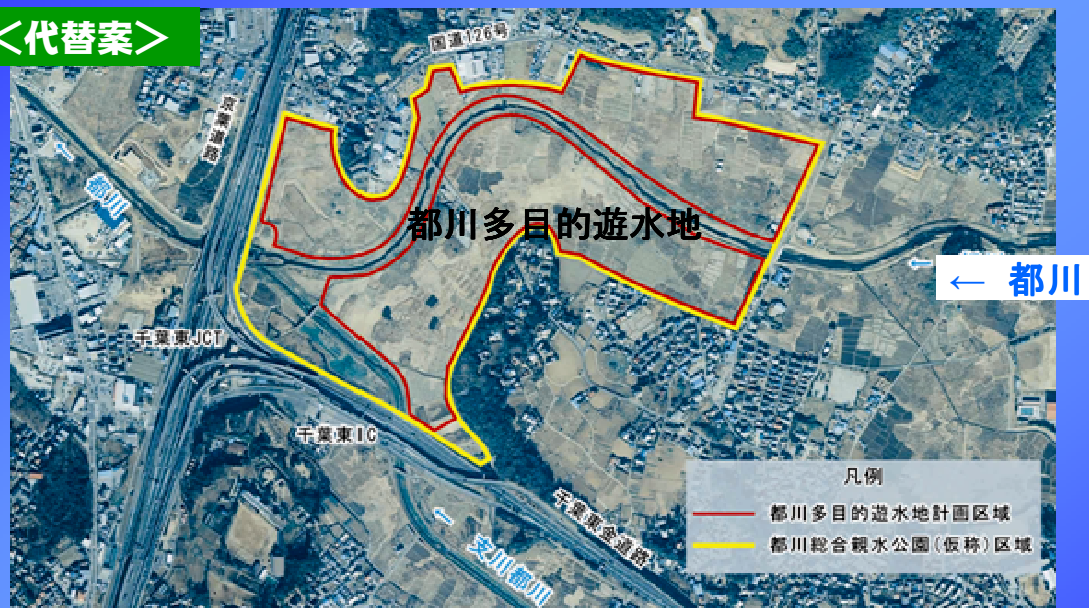 <代替案>
国道126号
京葉道路
←
都川
都川多目的遊水地
←
← 都川
千葉東JCT
千葉東IC
千葉東金道路
←
支川都川
凡例
都川多目的遊水地計画区域
都川総合親水公園(仮称)区域